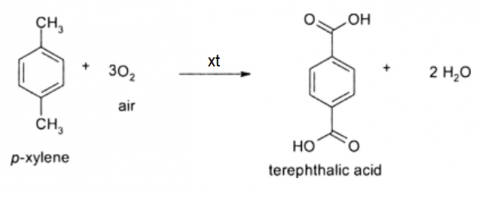 CH3
CH3
p-xylene
+
3O2
air
xt
O
OH
HO
O
terephthalic acid
+
2 H2O